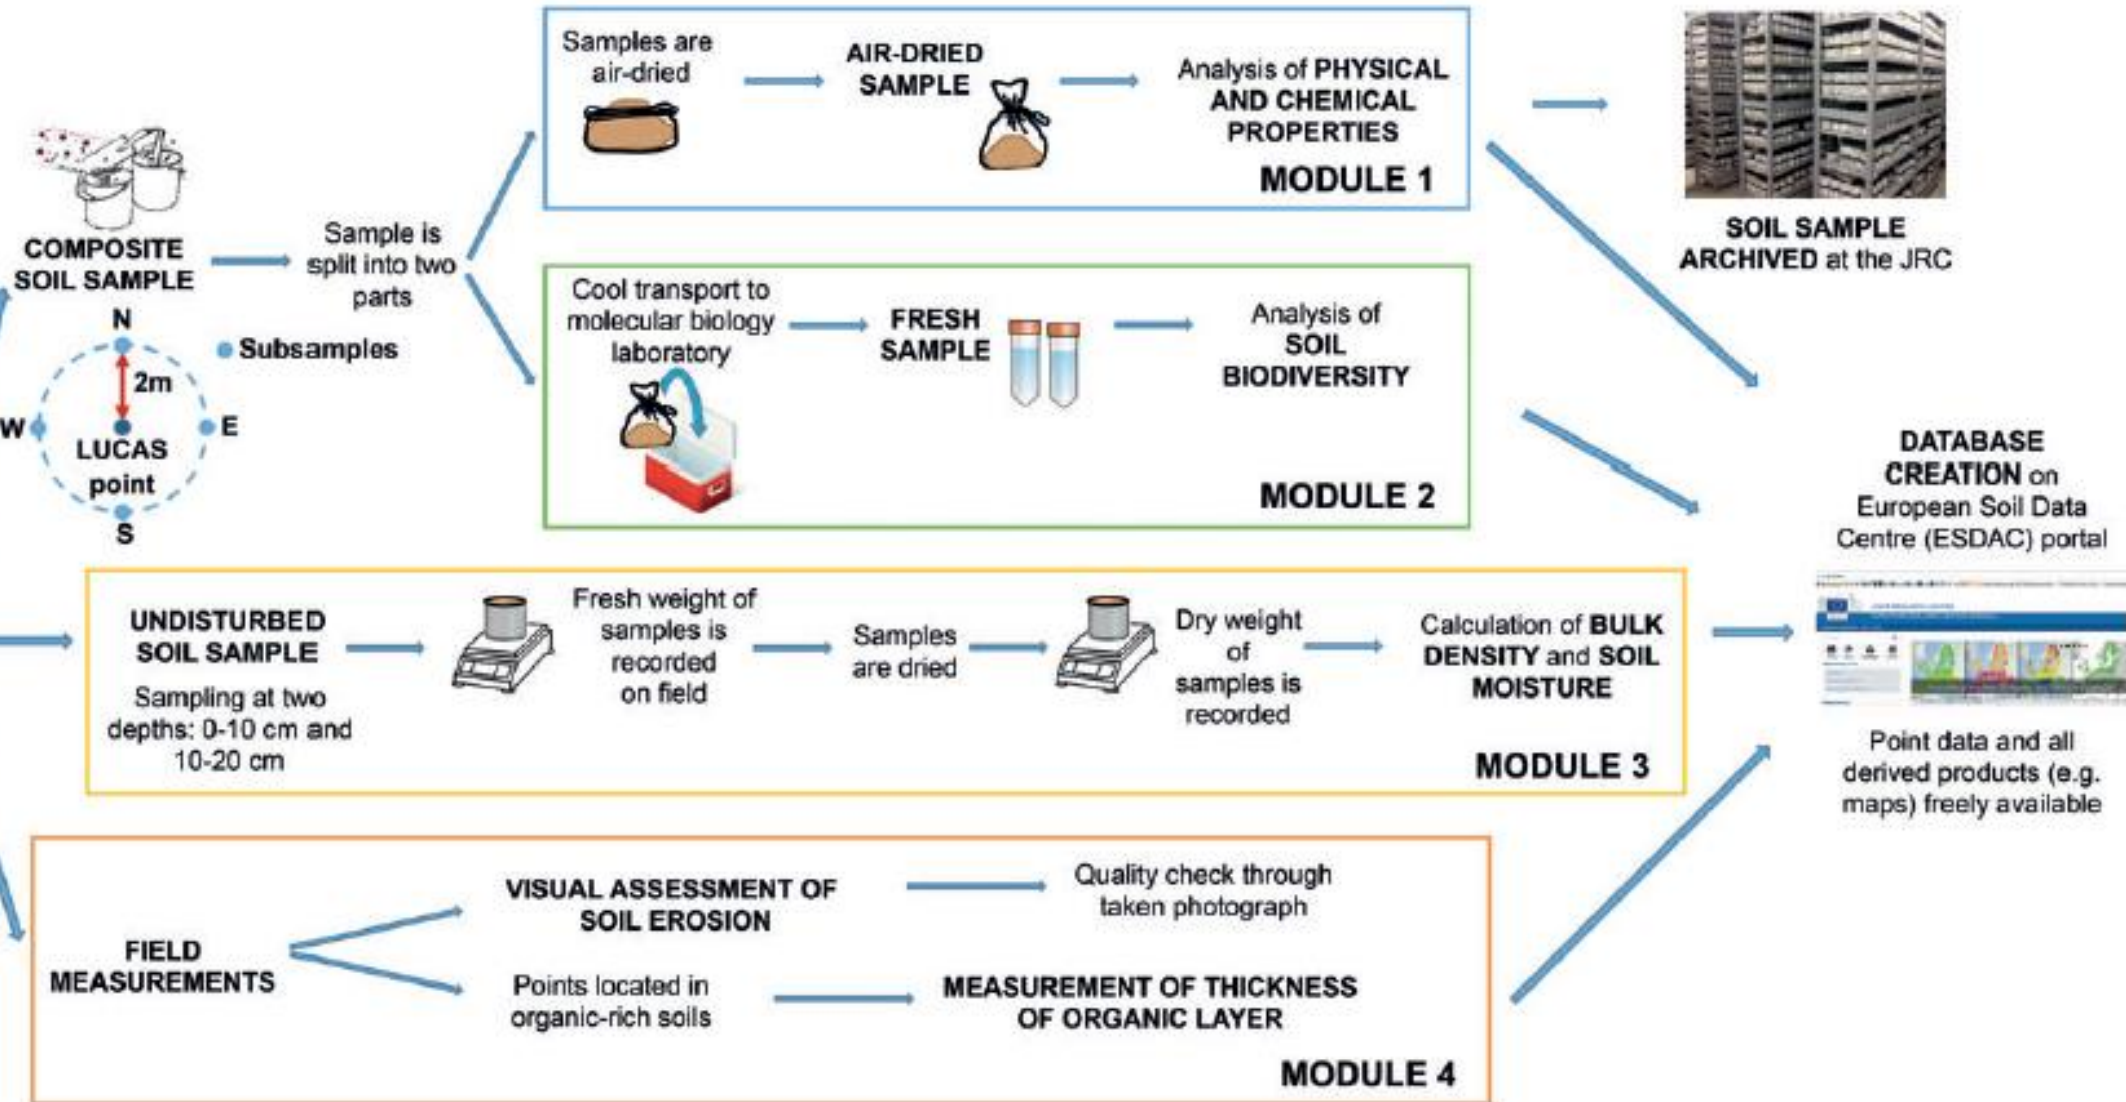 COMPOSITE
SOIL SAMPLE
N
2m
W
E
LUCAS
point
S
Subsamples
Sample is
split into two
parts
Samples are
air-dried
AIR-DRIED
SAMPLE
Analysis of PHYSICAL
AND CHEMICAL
PROPERTIES
MODULE 1
SOIL SAMPLE
ARCHIVED at the JRC
Cool transport to
molecular biology
laboratory
FRESH
SAMPLE
Analysis of
SOIL
BIODIVERSITY
MODULE 2
UNDISTURBED
SOIL SAMPLE
Sampling at two
depths: 0-10 cm and
10-20 cm
Fresh weight of
samples is
recorded
on field
Samples
are dried
Dry weight
of
samples is
recorded
Calculation of BULK
DENSITY and SOIL
MOISTURE
MODULE 3
FIELD
MEASUREMENTS
VISUAL ASSESSMENT OF
SOIL EROSION
Quality check through
taken photograph
Points located in
organic-rich soils
MEASUREMENT OF THICKNESS
OF ORGANIC LAYER
MODULE 4
DATABASE
CREATION on
European Soil Data
Centre (ESDAC) portal
Point data and all
derived products (e.g.
maps) freely available